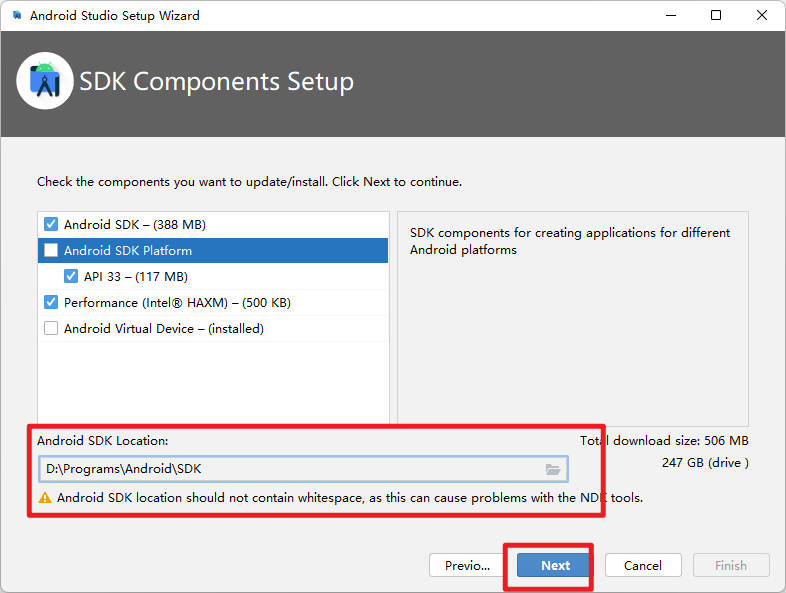 Android Studio Setup Wizard
SDK Components Setup
Check the components you want to update/install. Click Next to continue.
Android SDK – (388 MB)
Android SDK Platform
API 33 – (117 MB)
Performance (Intel® HAXM) – (500 KB)
Android Virtual Device – (installed)
SDK components for creating applications for different
Android platforms
Android SDK Location:
D:\Programs\Android\SDK
Android SDK location should not contain whitespace, as this can cause problems with the NDK tools.
Total download size: 506 MB
247 GB (drive )
Previo...
Next
Cancel
Finish